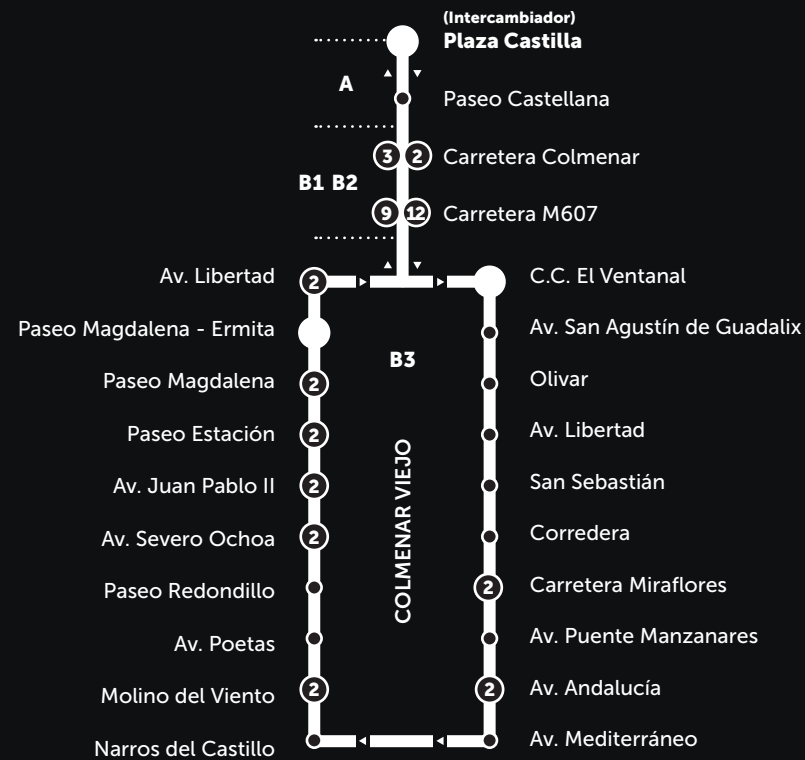 (Intercambiador)
Plaza Castilla
A
Paseo Castellana
3 2 Carretera Colmenar
B1 B2
9 12 Carretera M607
Av. Libertad 2
C.C. El Ventanal
Paseo Magdalena - Ermita
Av. San Agustín de Guadalix
B3
Paseo Magdalena 2
Olivar
Paseo Estación 2
Av. Libertad
Av. Juan Pablo II 2
San Sebastián
Av. Severo Ochoa 2
Corredera
COLMENAR VIEJO
Paseo Redondillo
2 Carretera Miraflores
Av. Poetas
Av. Puente Manzanares
Molino del Viento 2
2 Av. Andalucía
Narros del Castillo
Av. Mediterráneo